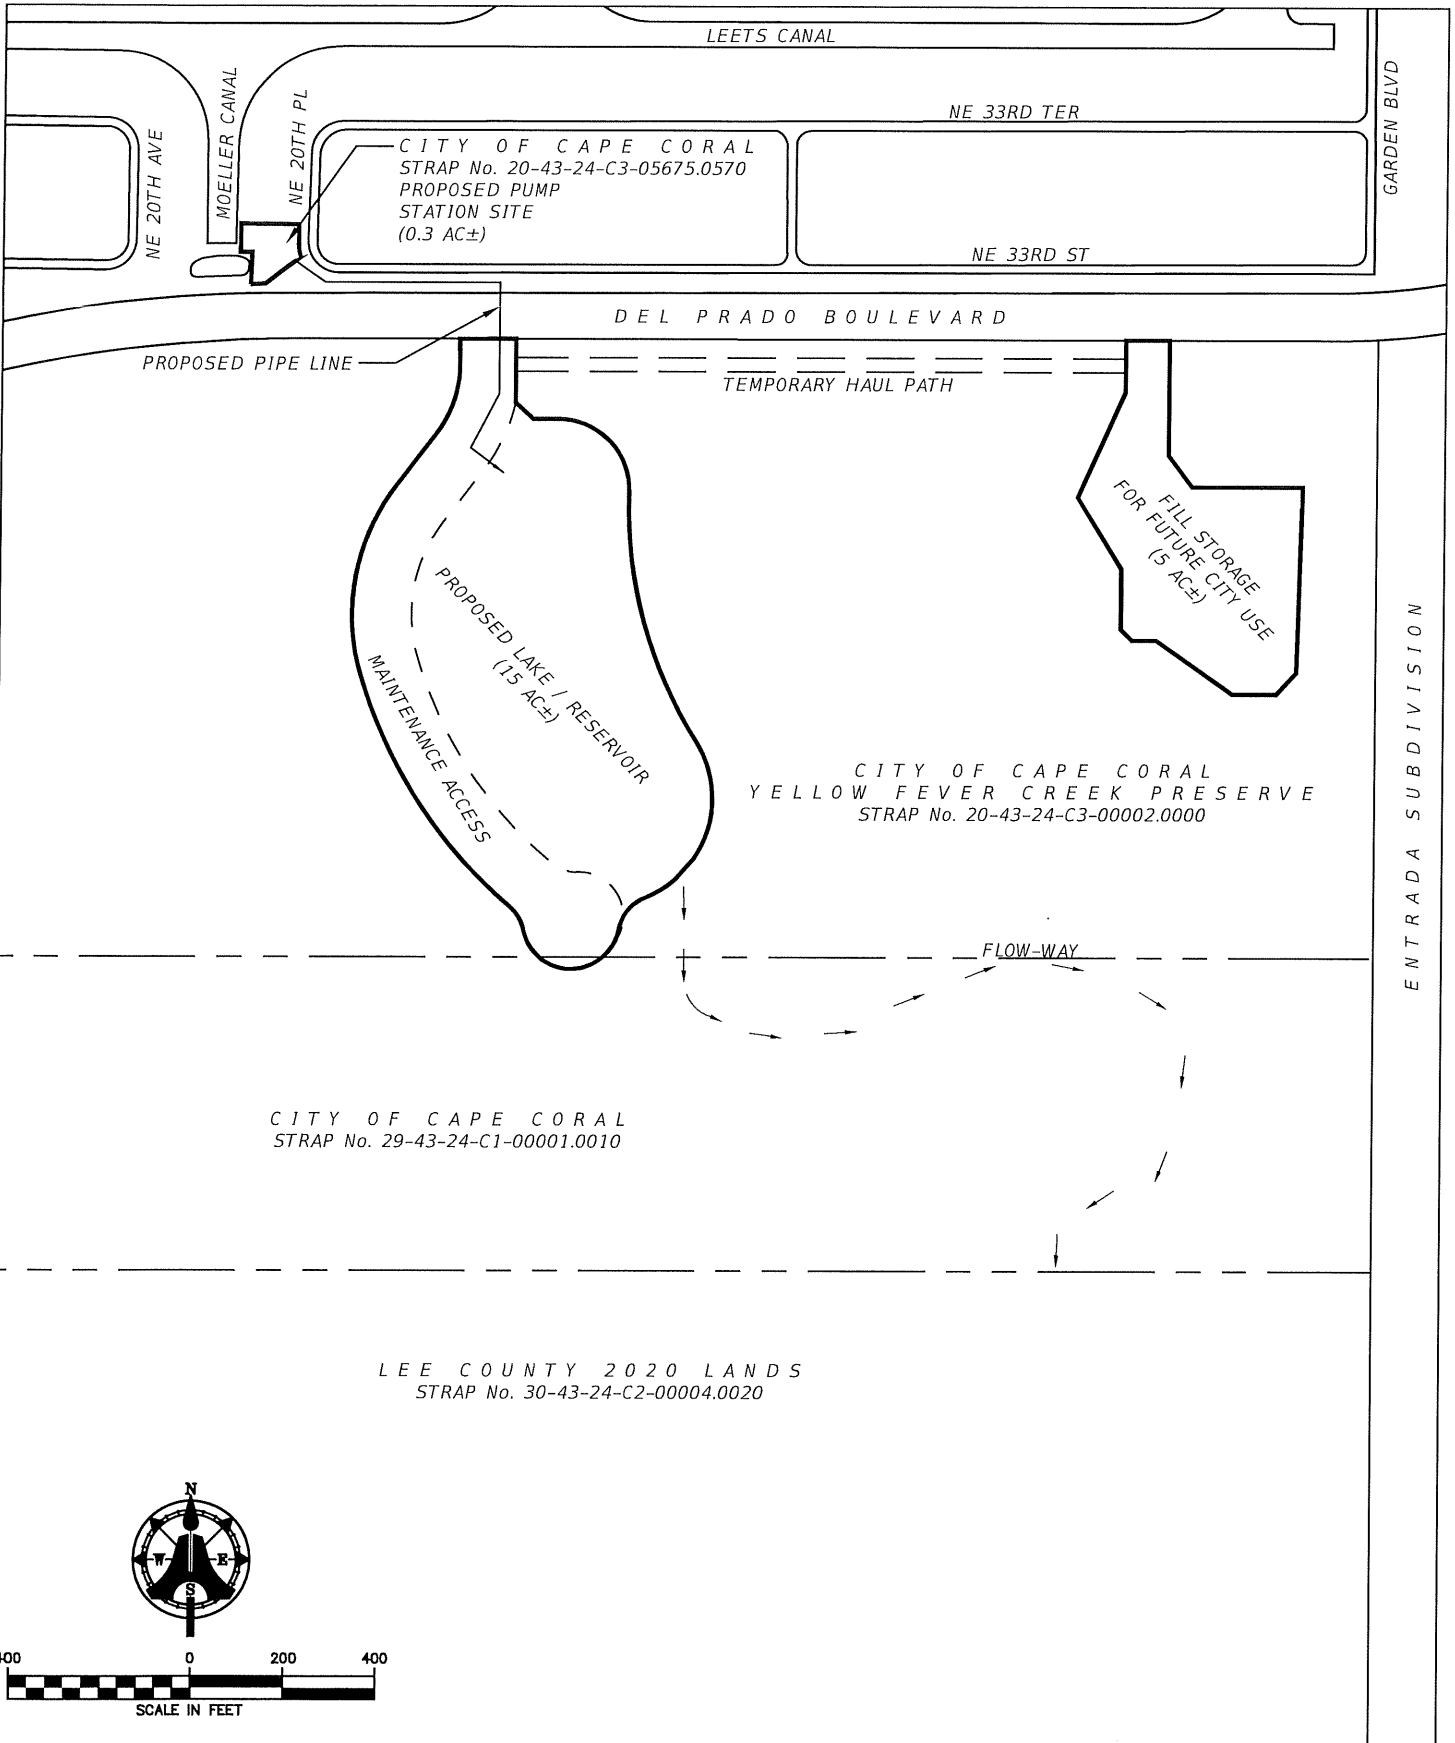 LEETS CANAL
MOELLER CANAL
NE 20TH PL
NE 20TH AVE
NE 33RD TER
GARDEN BLVD
CITY OF CAPE CORAL
STRAP No. 20-43-24-C3-05675.0570
PROPOSED PUMP
STATION SITE
(0.3 AC±)
NE 33RD ST
DEL PRADO BOULEVARD
PROPOSED PIPE LINE
TEMPORARY HAUL PATH
FILL STORAGE
FOR FUTURE CITY USE
(5 AC±)
PROPOSED LAKE / RESERVOIR
(15 AC±)
MAINTENANCE ACCESS
ENTRADA SUBDIVISION
CITY OF CAPE CORAL
YELLOW FEVER CREEK PRESERVE
STRAP No. 20-43-24-C3-00002.0000
FLOW-WAY
CITY OF CAPE CORAL
STRAP No. 29-43-24-C1-00001.0010
LEE COUNTY 2020 LANDS
STRAP No. 30-43-24-C2-00004.0020
N
W E
S
0 200 400
SCALE IN FEET